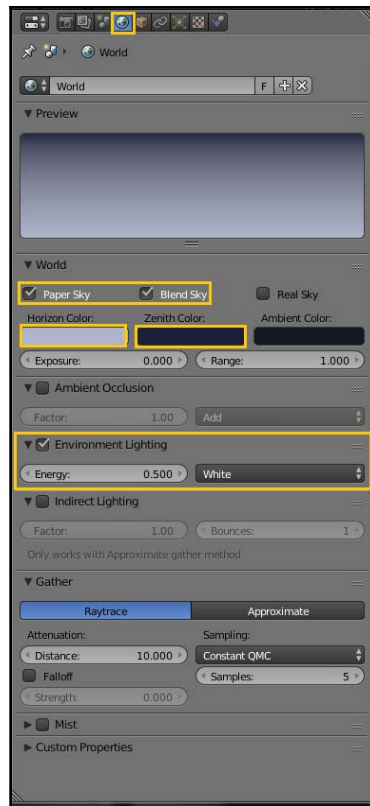 World
World F
Preview
World
Paper Sky Blend Sky Real Sky
Horizon Color: Zenith Color: Ambient Color:
Exposure: 0.000 Range: 1.000
Ambient Occlusion
Factor: 1.00 Add
Environment Lighting
Energy: 0.500 White
Indirect Lighting
Factor: 1.00 Bounces: 1
Only works with Approximate gather method
Gather
Raytrace Approximate
Attenuation: Sampling:
Distance: 10.000 Constant QMC
Falloff Samples: 5
Strength: 0.000
Mist
Custom Properties